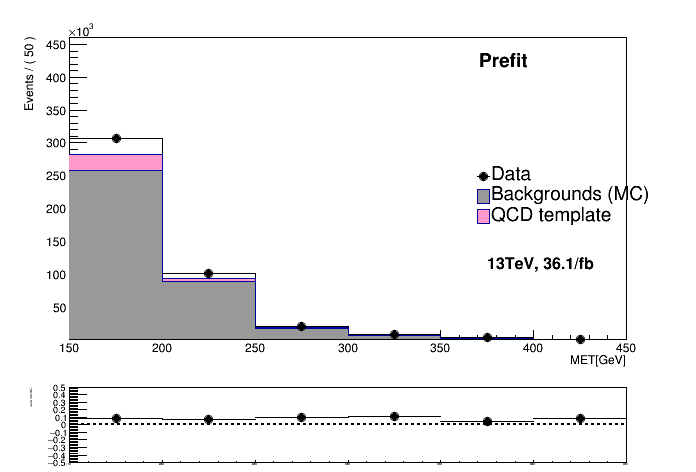 ×10³
Events / ( 50 )
450
400
350
300
250
200
150
100
50
Prefit
Data
Backgrounds (MC)
QCD template
13TeV, 36.1/fb
150 200 250 300 350 400 450
MET[GeV]
0.5
0.4
0.3
0.2
0.1
0
−0.1
−0.2
−0.3
−0.4
−0.5